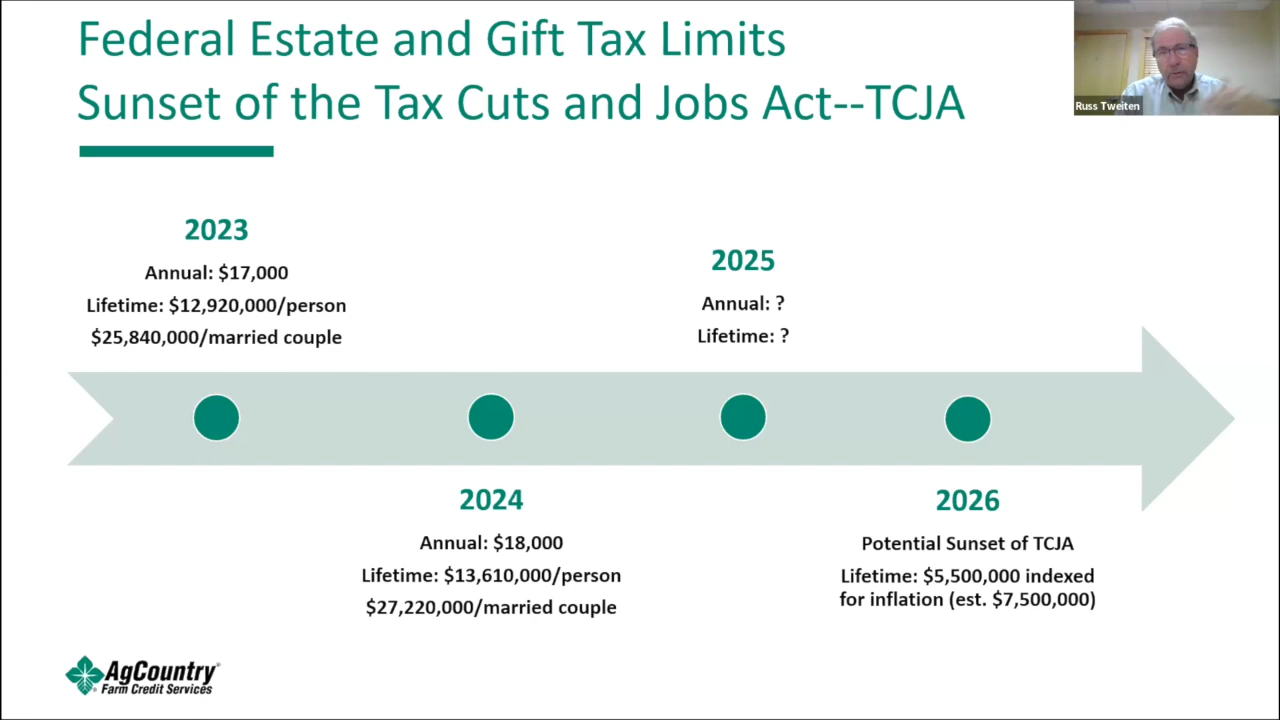 Federal Estate and Gift Tax Limits
Sunset of the Tax Cuts and Jobs Act--TCJA
Russ Tweiten
2023
Annual: $17,000
Lifetime: $12,920,000/person
$25,840,000/married couple
2025
Annual: ?
Lifetime: ?
2024
Annual: $18,000
Lifetime: $13,610,000/person
$27,220,000/married couple
2026
Potential Sunset of TCJA
Lifetime: $5,500,000 indexed
for inflation (est. $7,500,000)
AgCountry®
Farm Credit Services